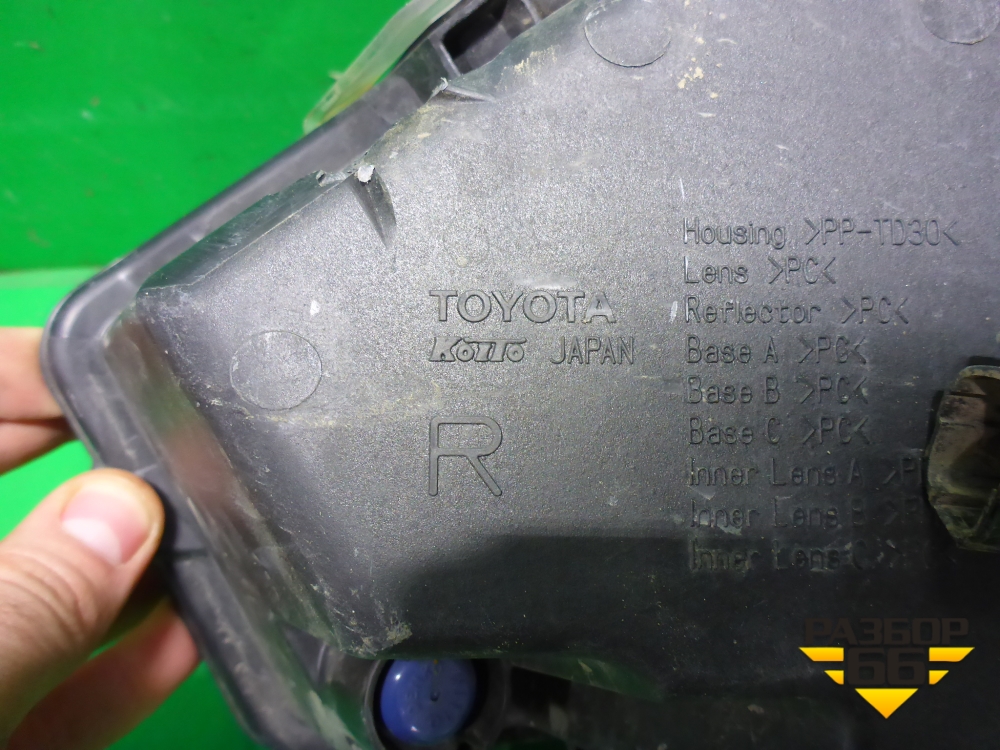 Housing >PP-TD30<
Lens >PC<
Reflector >PC<
Base A >PC<
Base B >PC<
Base C >PC<
Inner Lens A
Inner Lens B
Inner Lens C
TOYOTA
KOITO JAPAN
R
РАЗБОР
66